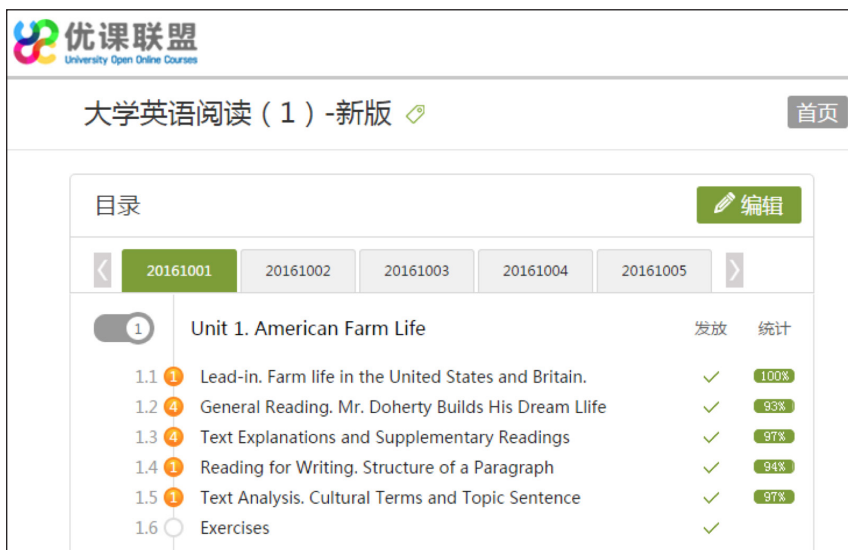 优课联盟
University Open Online Courses
大学英语阅读（1）-新版
首页
目录
编辑
20161001 20161002 20161003 20161004 20161005
1 Unit 1. American Farm Life 发放 统计
1.1 1 Lead-in. Farm life in the United States and Britain. 100%
1.2 4 General Reading. Mr. Doherty Builds His Dream Llife 93%
1.3 4 Text Explanations and Supplementary Readings 97%
1.4 1 Reading for Writing. Structure of a Paragraph 94%
1.5 1 Text Analysis. Cultural Terms and Topic Sentence 97%
1.6 Exercises